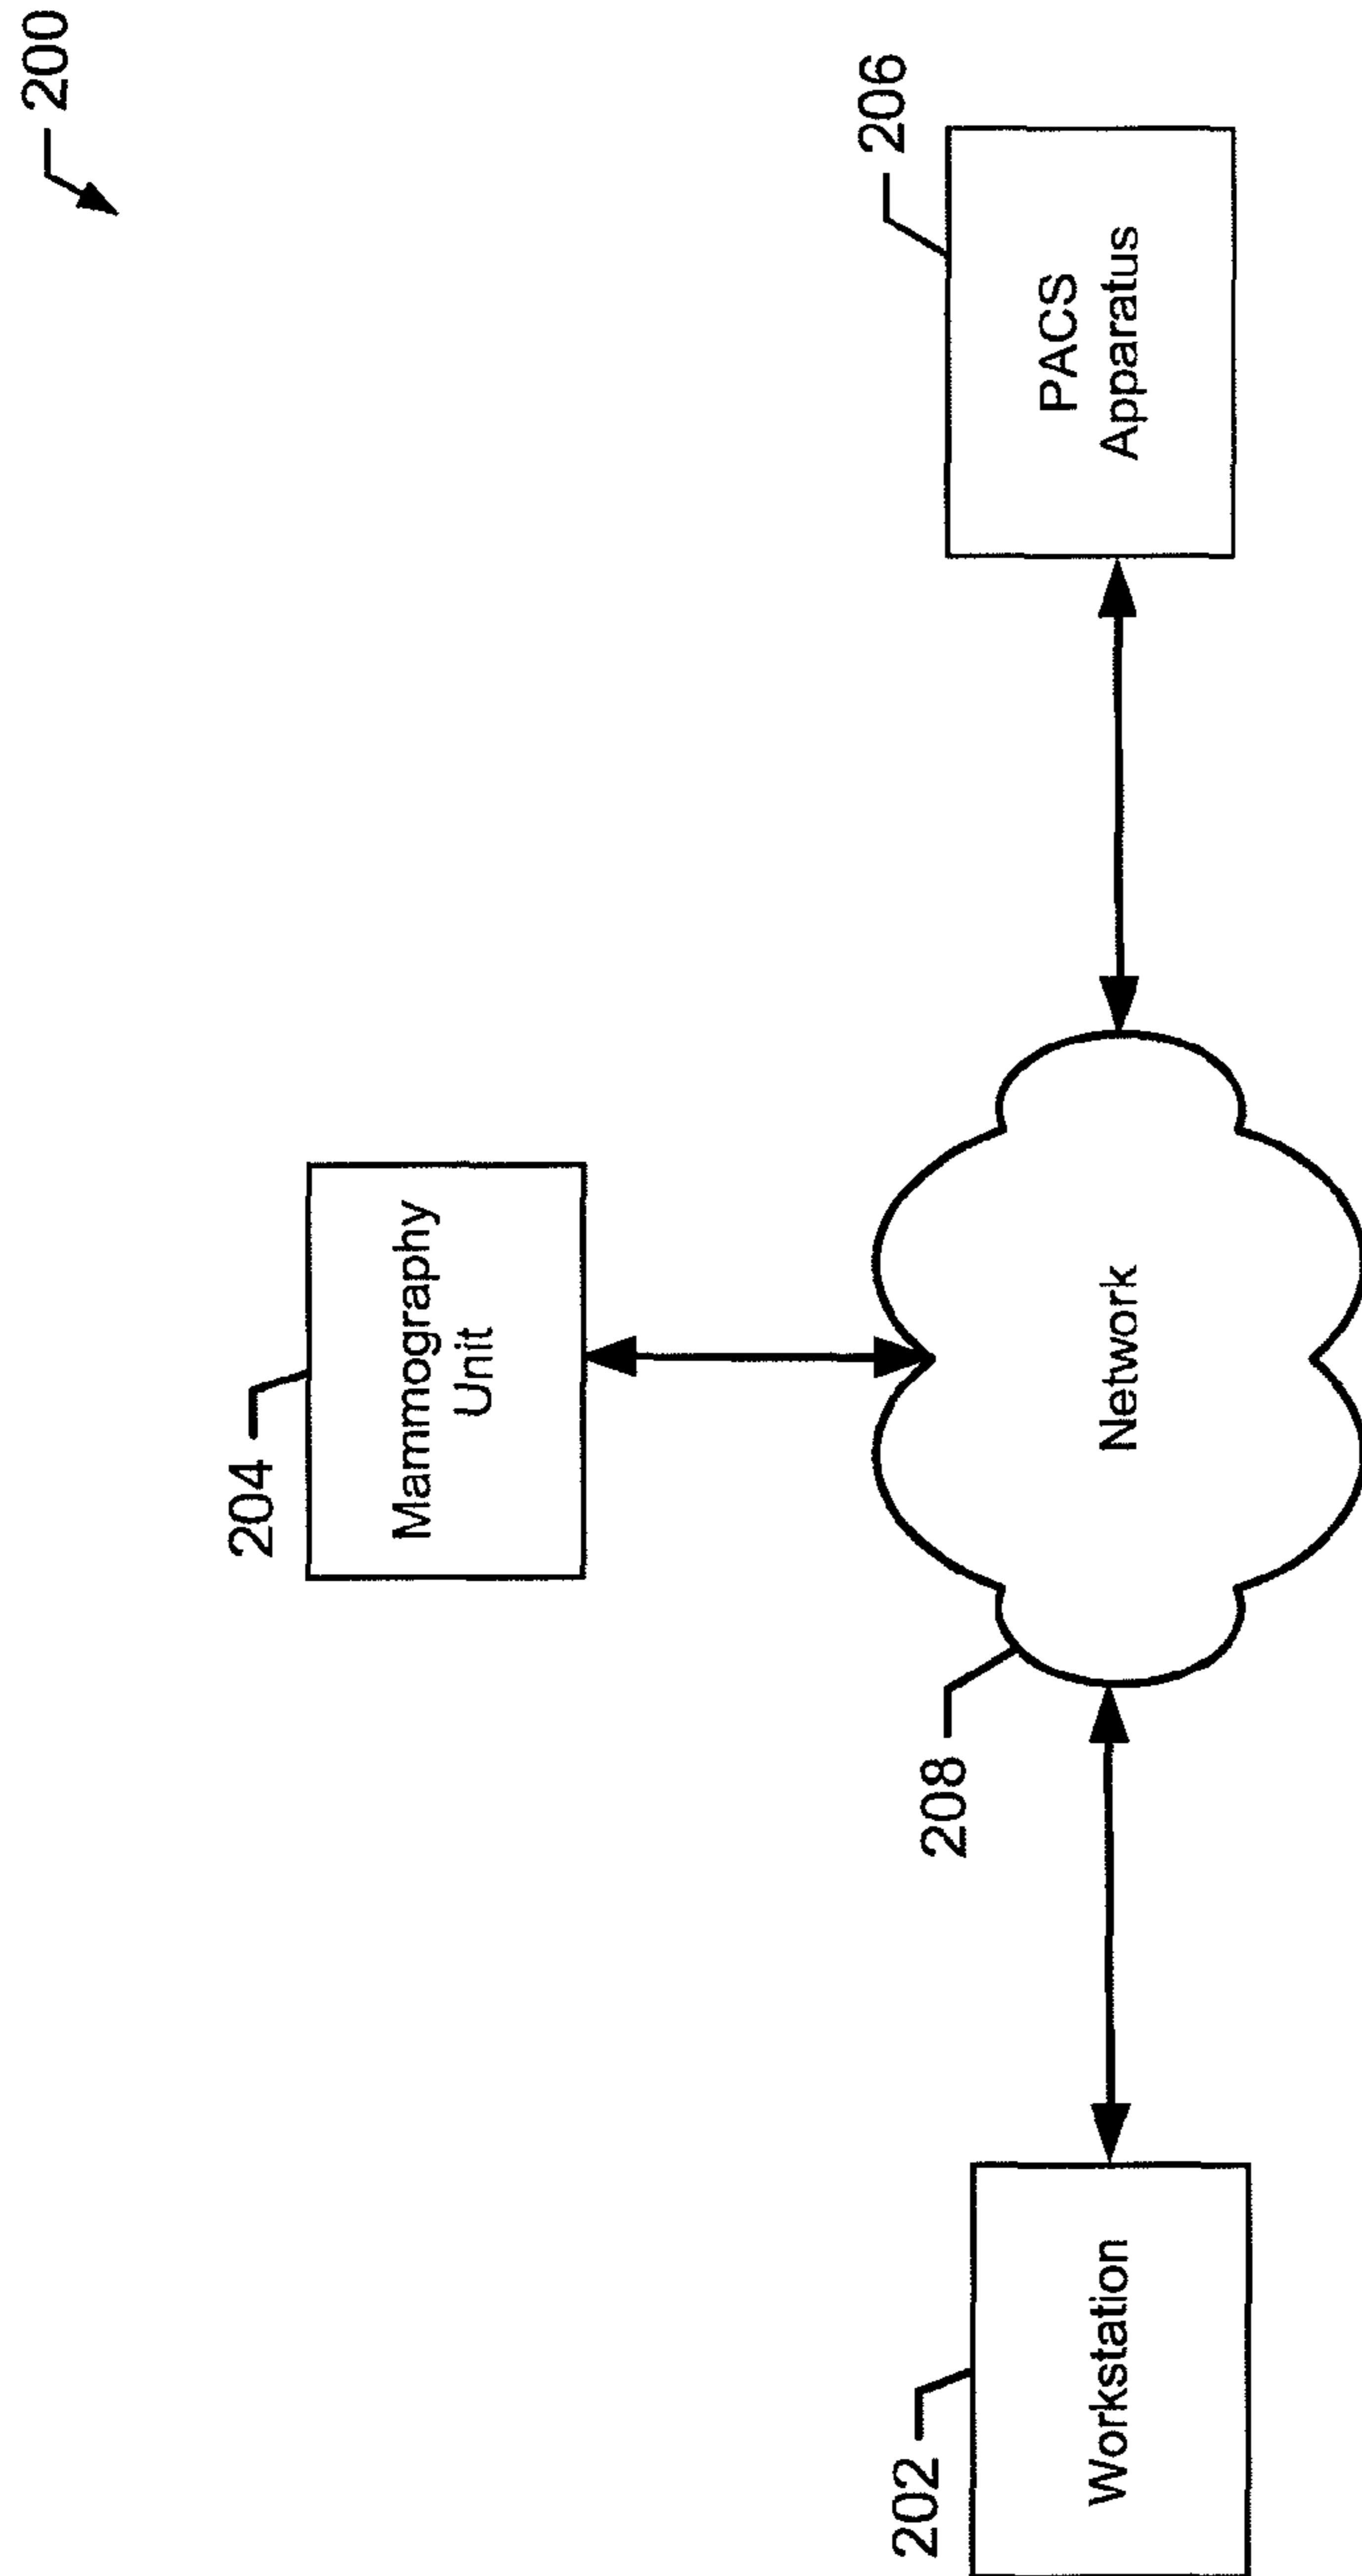 200
204
Mammography
Unit
206
PACS
Apparatus
208
Network
202
Workstation